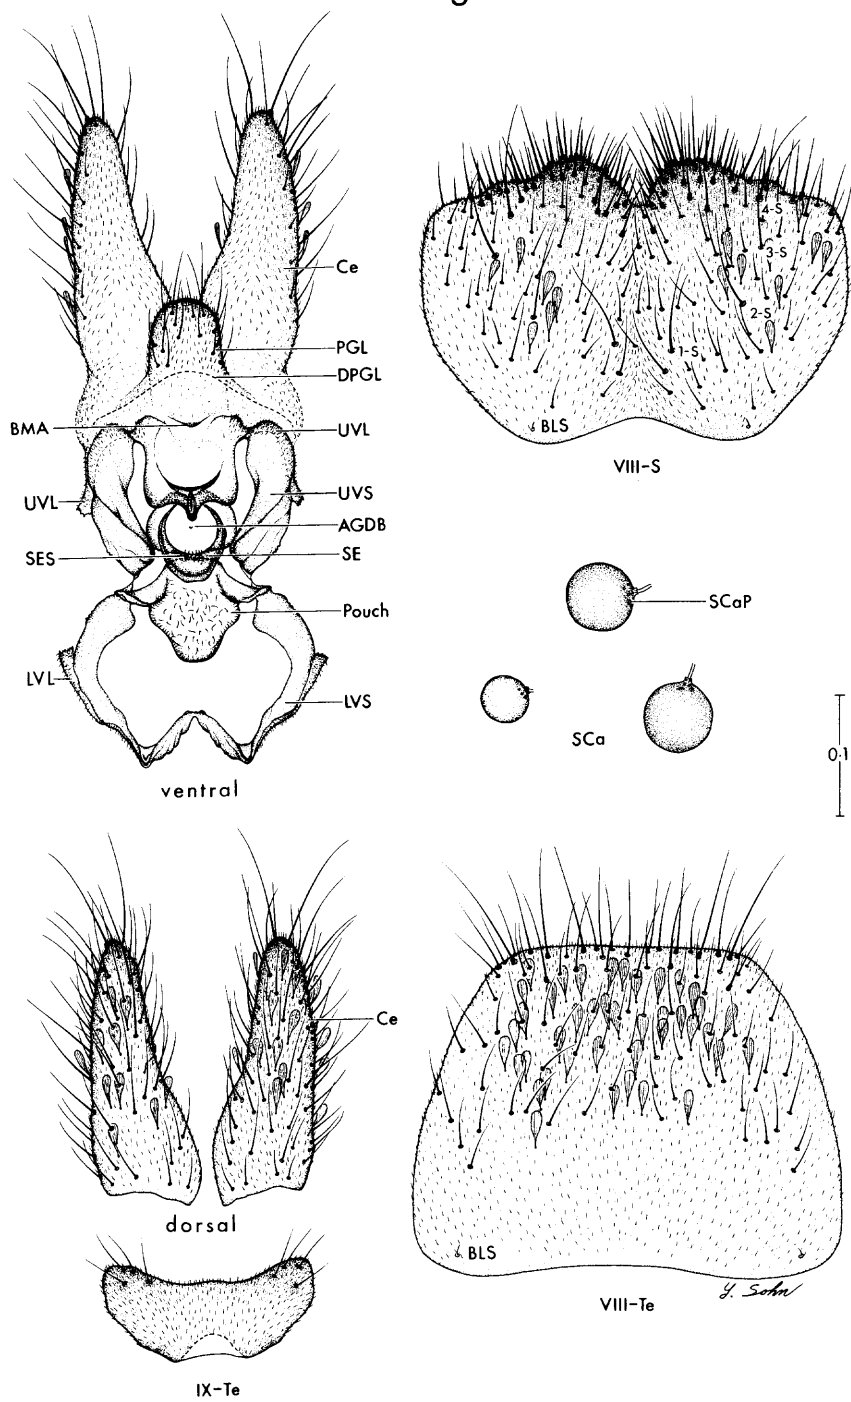 Ce
PGL
DPGL
BMA
UVL
UVL
UVS
AGDB
SES
SE
Pouch
LVL
LVS
ventral
4-S
3-S
2-S
1-S
BLS
VIII-S
SCaP
SCa
0·1
Ce
dorsal
IX-Te
BLS
VIII-Te
Y. Sohn